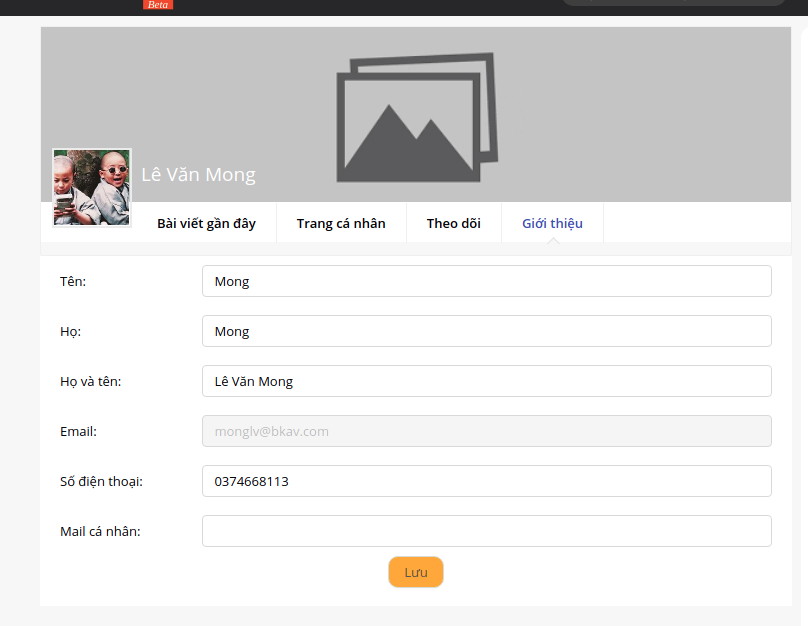 Beta
Lê Văn Mong
Bài viết gần đây Trang cá nhân Theo dõi Giới thiệu
Tên: Mong
Họ: Mong
Họ và tên: Lê Văn Mong
Email: monglv@bkav.com
Số điện thoại: 0374668113
Mail cá nhân:
Lưu